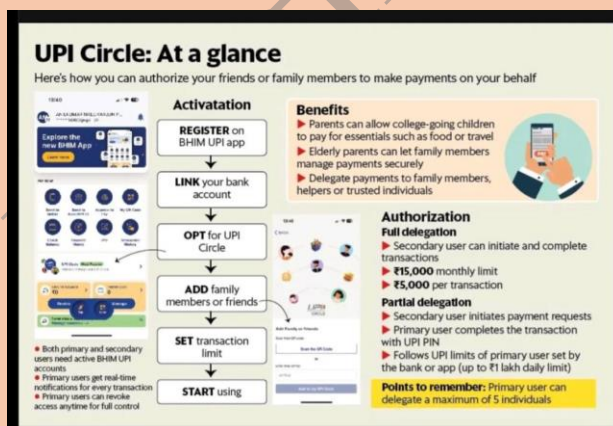 UPI Circle: At a glance
Here's how you can authorize your friends or family members to make payments on your behalf
Activatation
REGISTER on
BHIM UPI app
LINK your bank
account
OPT for UPI
Circle
ADD family
members or friends
SET transaction
limit
START using
Explore the
new BHIM App
• Both primary and secondary
users need active BHIM UPI
accounts
• Primary users get real-time
notifications for every transaction
• Primary users can revoke
access anytime for full control
UPI
Benefits
▶ Parents can allow college-going children
to pay for essentials such as food or travel
▶ Elderly parents can let family members
manage payments securely
▶ Delegate payments to family members,
helpers or trusted individuals
Authorization
Full delegation
▶ Secondary user can initiate and complete
transactions
▶ ₹15,000 monthly limit
▶ ₹5,000 per transaction
Partial delegation
▶ Secondary user initiates payment requests
▶ Primary user completes the transaction
with UPI PIN
▶ Follows UPI limits of primary user set by
the bank or app (up to ₹1 lakh daily limit)
Points to remember: Primary user can
delegate a maximum of 5 individuals